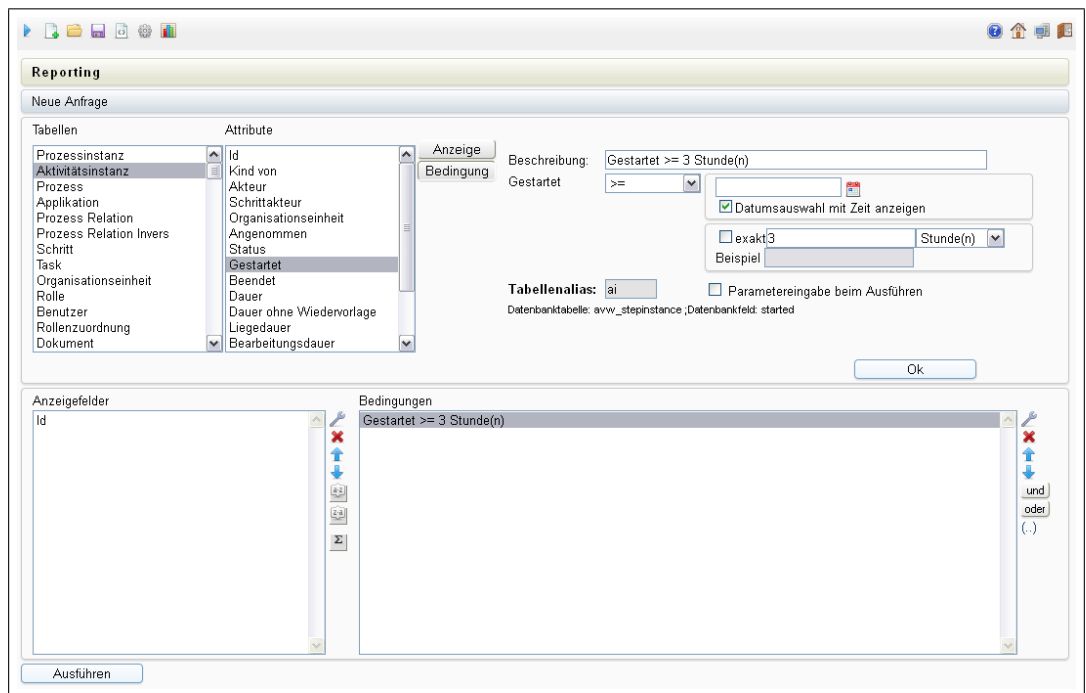 Reporting
Neue Anfrage
Tabellen
Attribute
Prozessinstanz
Aktivitätsinstanz
Prozess
Applikation
Prozess Relation
Prozess Relation Invers
Schritt
Task
Organisationseinheit
Rolle
Benutzer
Rollenzuordnung
Dokument
Id
Kind von
Akteur
Schrittakteur
Organisationseinheit
Angenommen
Status
Gestartet
Beendet
Dauer
Dauer ohne Wiedervorlage
Liegedauer
Bearbeitungsdauer
Anzeige
Bedingung
Beschreibung: Gestartet >= 3 Stunde(n)
Gestartet >=
Datumsauswahl mit Zeit anzeigen
exakt 3 Stunde(n)
Beispiel
Tabellenalias: ai Parametereingabe beim Ausführen
Datenbanktabelle: avw_stepinstance ;Datenbankfeld: started
Ok
Anzeigefelder
Id
Bedingungen
Gestartet >= 3 Stunde(n)
Σ
und
oder
(..)
Ausführen